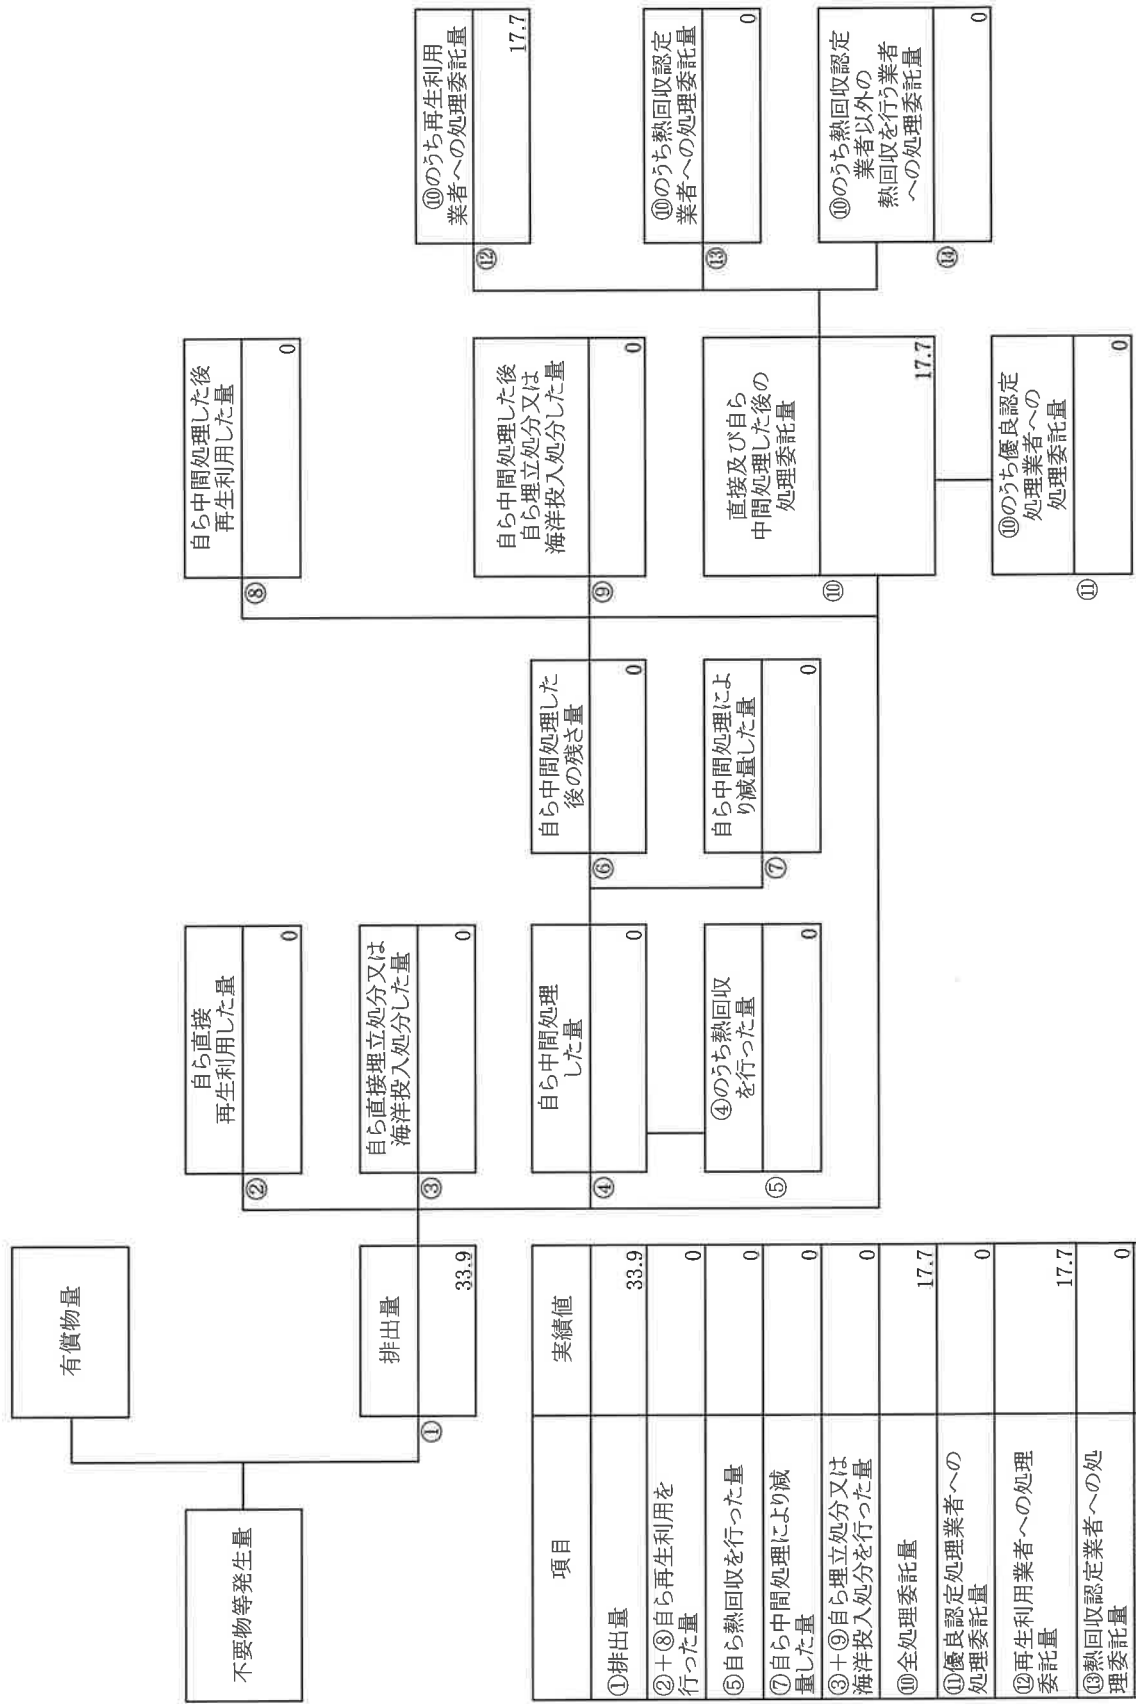 不要物等発生量
有償物量
①
排出量
33.9
②
自ら直接
再生利用した量
0
③
自ら直接埋立処分又は
海洋投入処分した量
0
④
自ら中間処理
した量
0
⑤
④のうち熱回収
を行った量
0
⑥
自ら中間処理した
後の残さ量
0
⑦
自ら中間処理によ
り減量した量
0
⑧
自ら中間処理した後
再生利用した量
0
⑨
自ら中間処理した後
自ら埋立処分又は
海洋投入処分した量
0
⑩
直接及び自ら
中間処理した後の
処理委託量
17.7
⑪
⑩のうち優良認定
処理業者への
処理委託量
0
⑫
⑩のうち再生利用
業者への処理委託量
17.7
⑬
⑩のうち熱回収認定
業者への処理委託量
0
⑭
⑩のうち熱回収認定
業者以外の
熱回収を行う業者
への処理委託量
0
項目 実績値
①排出量 33.9
②＋⑧自ら再生利用を
行った量 0
⑤自ら熱回収を行った量 0
⑦自ら中間処理により減
量した量 0
③＋⑨自ら埋立処分又は
海洋投入処分を行った量 0
⑩全処理委託量 17.7
⑪優良認定処理業者への
処理委託量 0
⑫再生利用業者への処理
委託量 17.7
⑬熱回収認定業者への処
理委託量 0